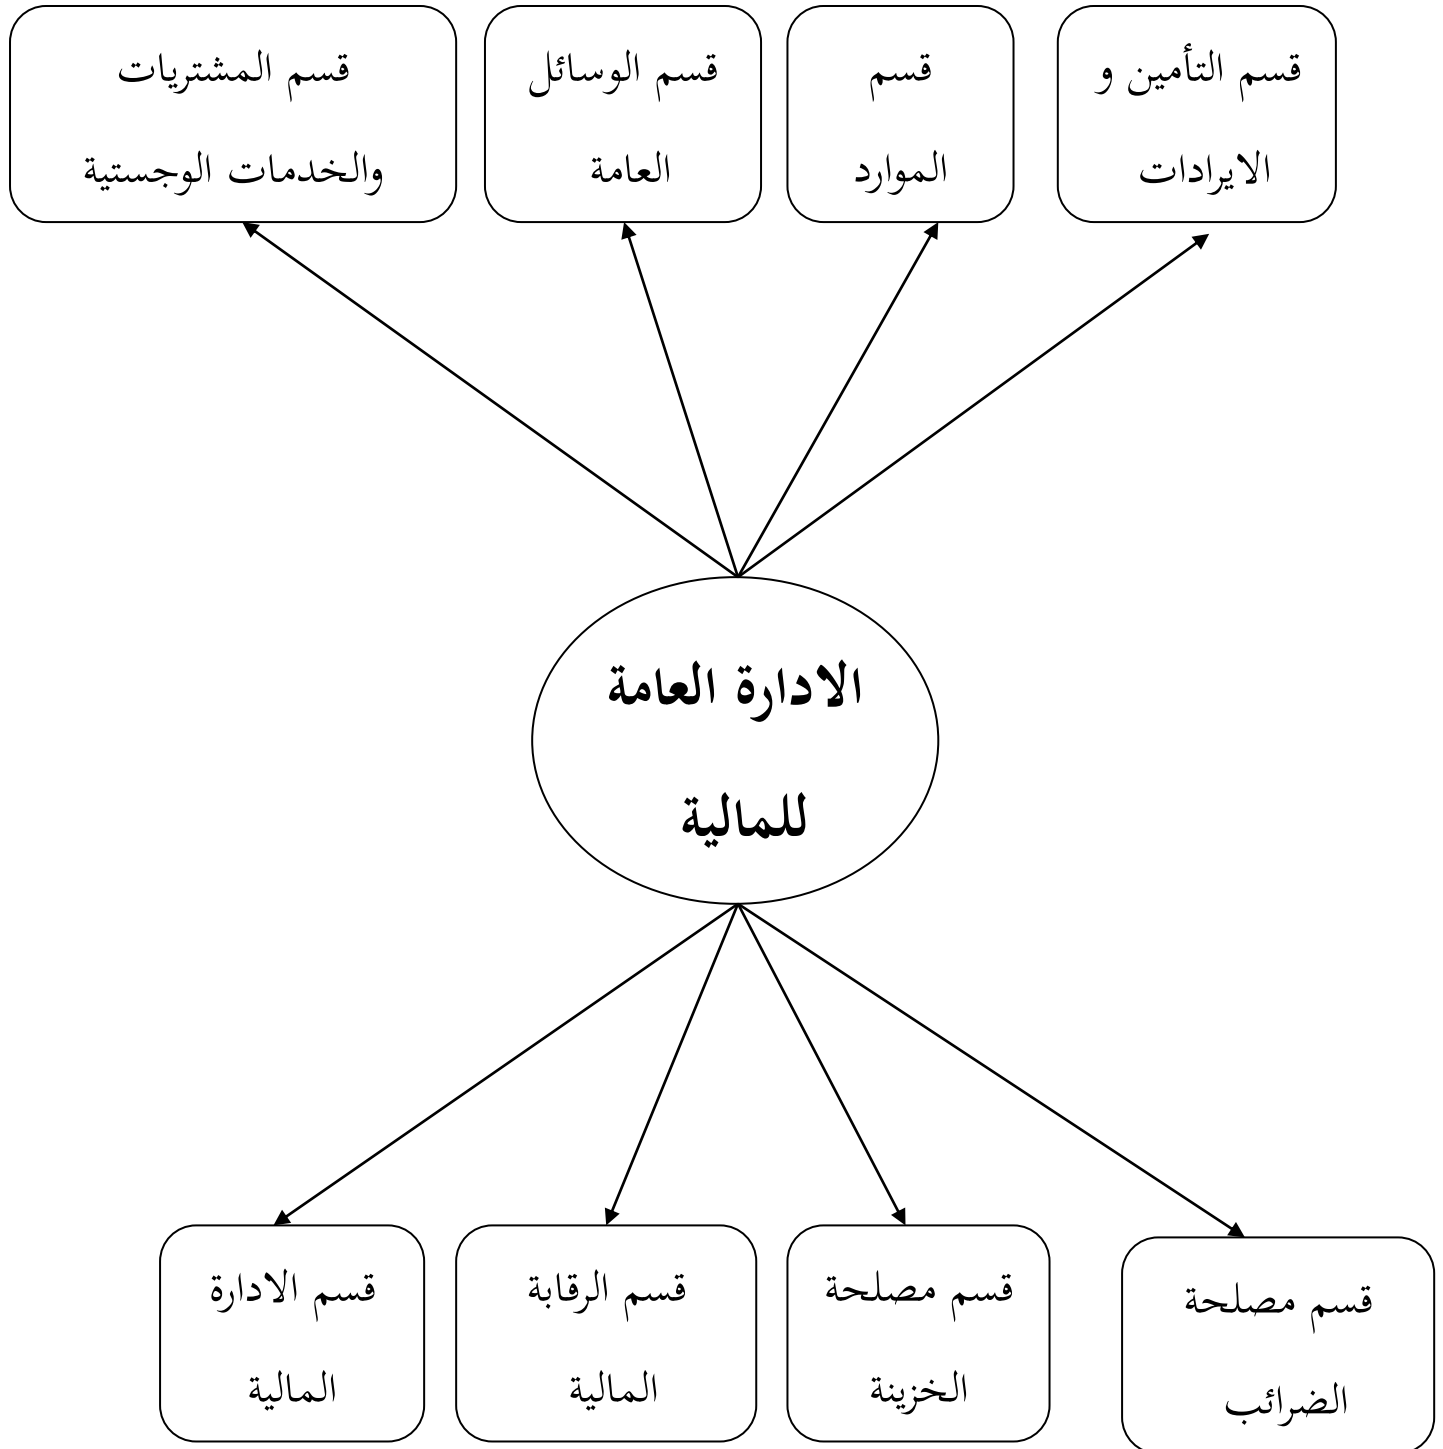 قسم التأمين و
الايرادات
قسم
الموارد
قسم الوسائل
العامة
قسم المشتريات
والخدمات الوجستية
الادارة العامة
للمالية
قسم مصلحة
الضرائب
قسم مصلحة
الخزينة
قسم الرقابة
المالية
قسم الادارة
المالية